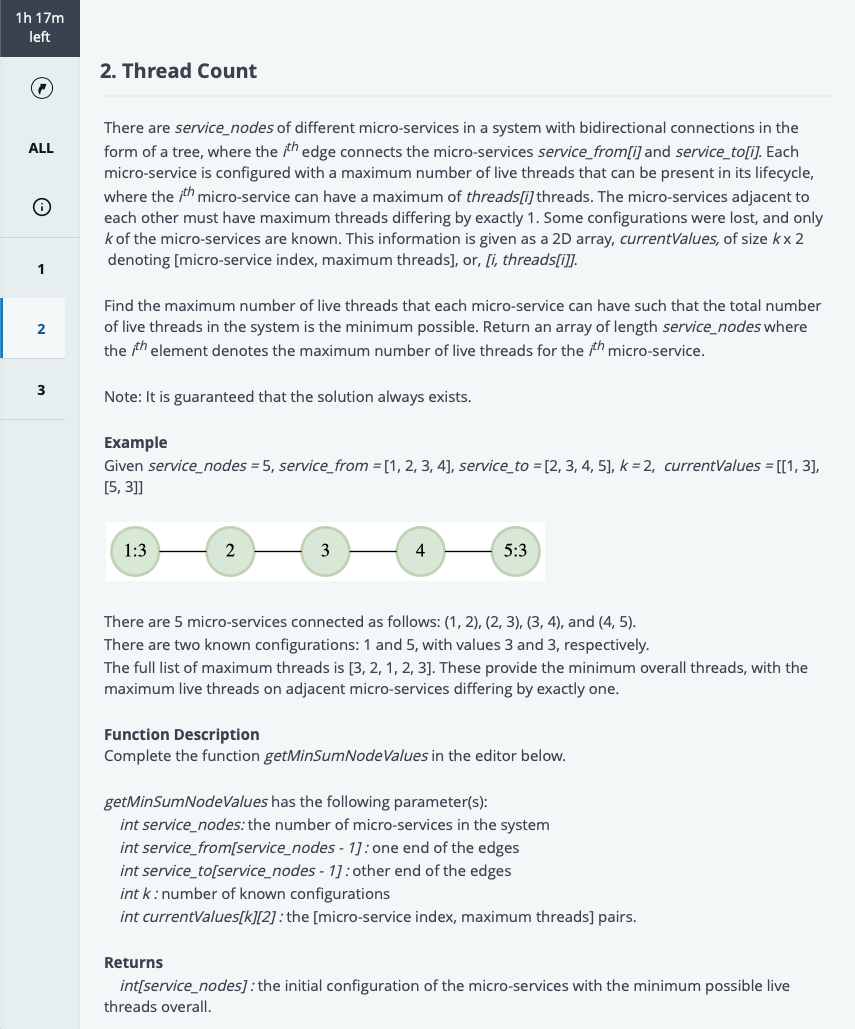 1h 17m
left
ALL
1
2
3
2. Thread Count
There are service_nodes of different micro-services in a system with bidirectional connections in the
form of a tree, where the ith edge connects the micro-services service_from[i] and service_to[i]. Each
micro-service is configured with a maximum number of live threads that can be present in its lifecycle,
where the ith micro-service can have a maximum of threads[i] threads. The micro-services adjacent to
each other must have maximum threads differing by exactly 1. Some configurations were lost, and only
k of the micro-services are known. This information is given as a 2D array, currentValues, of size k x 2
denoting [micro-service index, maximum threads], or, [i, threads[i]].
Find the maximum number of live threads that each micro-service can have such that the total number
of live threads in the system is the minimum possible. Return an array of length service_nodes where
the ith element denotes the maximum number of live threads for the ith micro-service.
Note: It is guaranteed that the solution always exists.
Example
Given service_nodes = 5, service_from = [1, 2, 3, 4], service_to = [2, 3, 4, 5], k = 2, currentValues = [[1, 3],
[5, 3]]
1:3 2 3 4 5:3
There are 5 micro-services connected as follows: (1, 2), (2, 3), (3, 4), and (4, 5).
There are two known configurations: 1 and 5, with values 3 and 3, respectively.
The full list of maximum threads is [3, 2, 1, 2, 3]. These provide the minimum overall threads, with the
maximum live threads on adjacent micro-services differing by exactly one.
Function Description
Complete the function getMinSumNodeValues in the editor below.
getMinSumNodeValues has the following parameter(s):
int service_nodes: the number of micro-services in the system
int service_from[service_nodes - 1] : one end of the edges
int service_to[service_nodes - 1] : other end of the edges
int k : number of known configurations
int currentValues[k][2] : the [micro-service index, maximum threads] pairs.
Returns
int[service_nodes] : the initial configuration of the micro-services with the minimum possible live
threads overall.